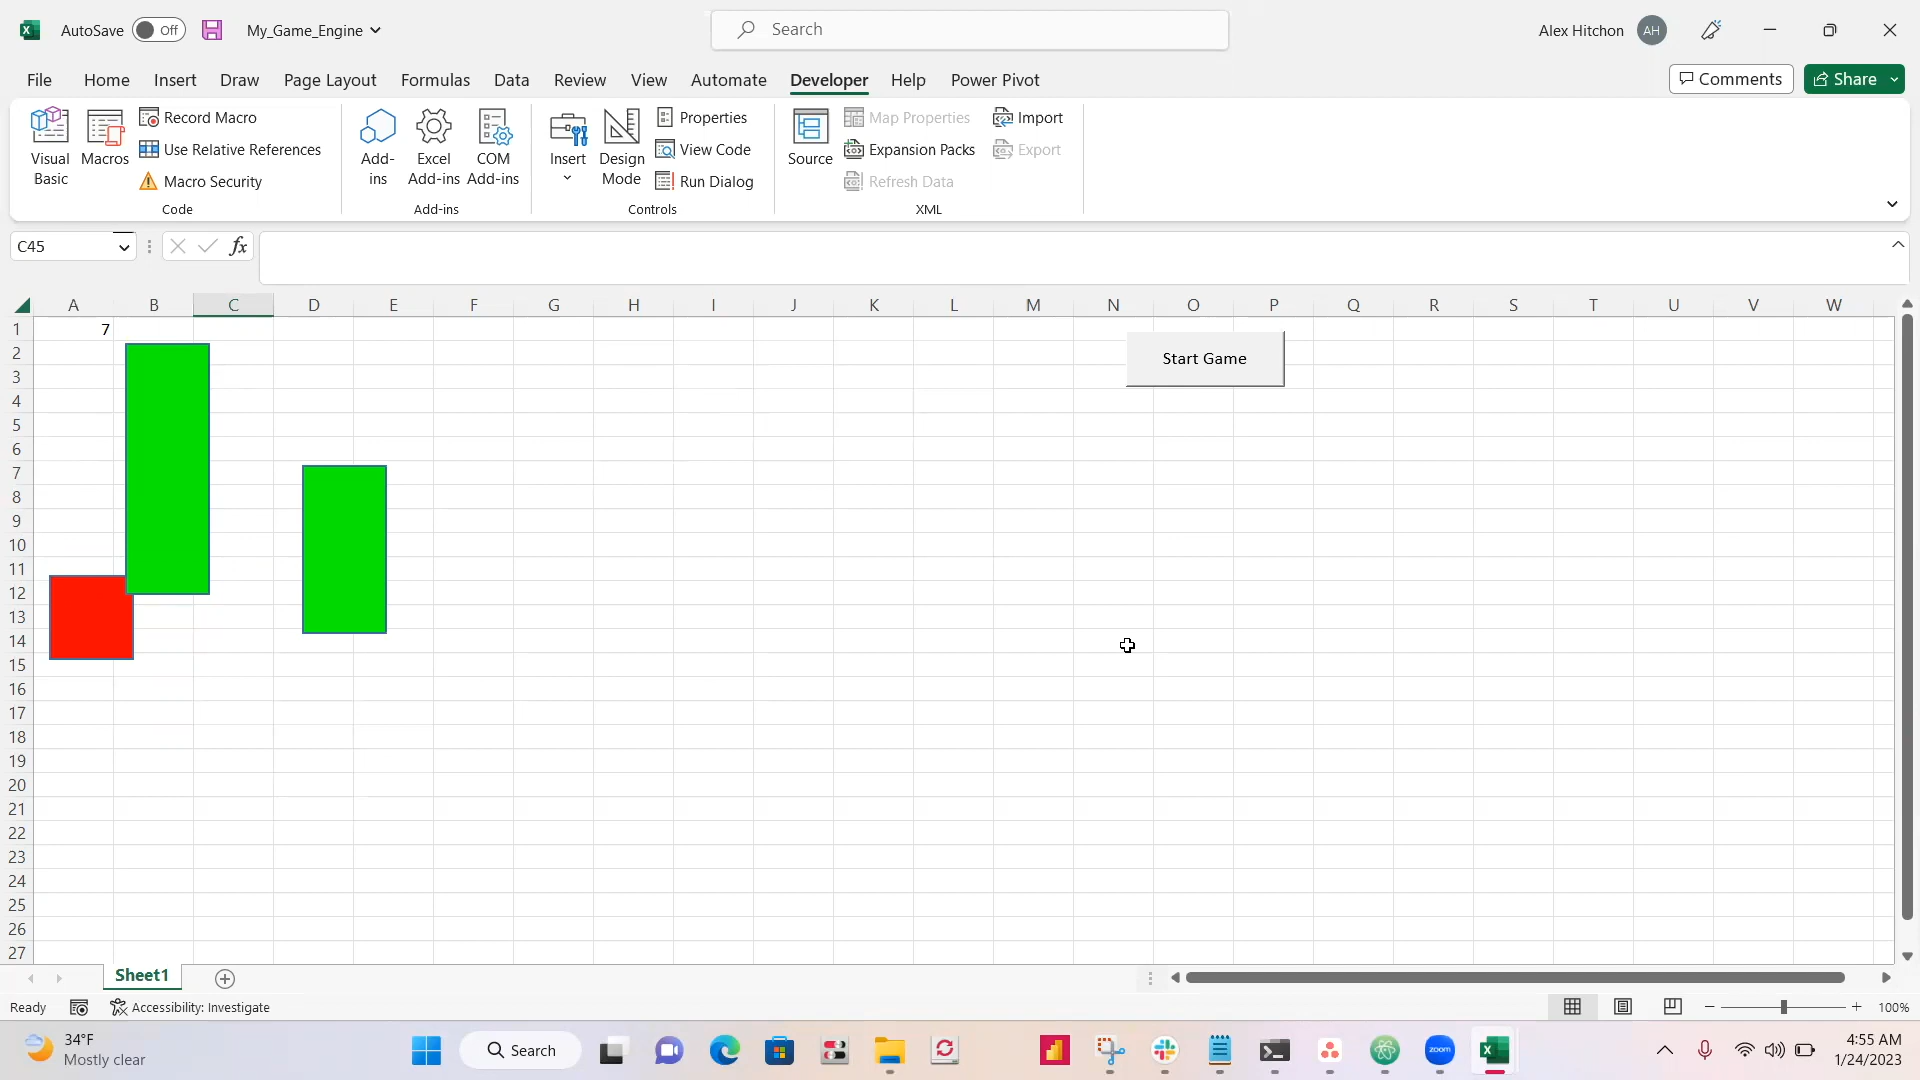 AutoSave Off My_Game_Engine Search Alex Hitchon AH
File Home Insert Draw Page Layout Formulas Data Review View Automate Developer Help Power Pivot Comments Share
Visual Basic
Macros
Record Macro
Use Relative References
Macro Security
Code
Add-ins
Excel Add-ins
COM Add-ins
Add-ins
Insert
Design Mode
Properties
View Code
Run Dialog
Controls
Source
Map Properties
Expansion Packs
Refresh Data
Import
Export
XML
C45 fx
A B C D E F G H I J K L M N O P Q R S T U V W
1 7
Start Game
2
3
4
5
6
7
8
9
10
11
12
13
14
15
16
17
18
19
20
21
22
23
24
25
26
27
Sheet1
Ready Accessibility: Investigate 100%
34°F
Mostly clear
Search
zoom
4:55 AM
1/24/2023